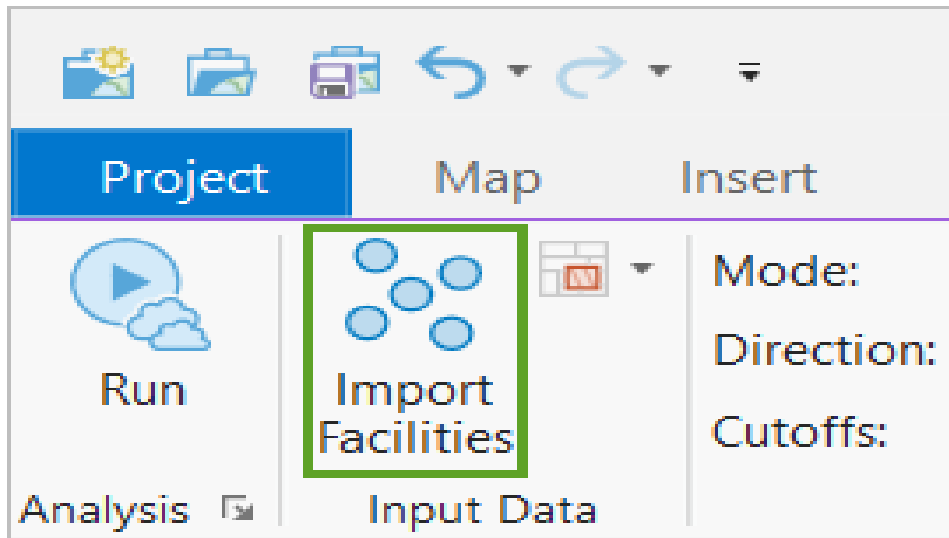 Project Map Insert
Run
Import
Facilities
Mode:
Direction:
Cutoffs:
Analysis
Input Data